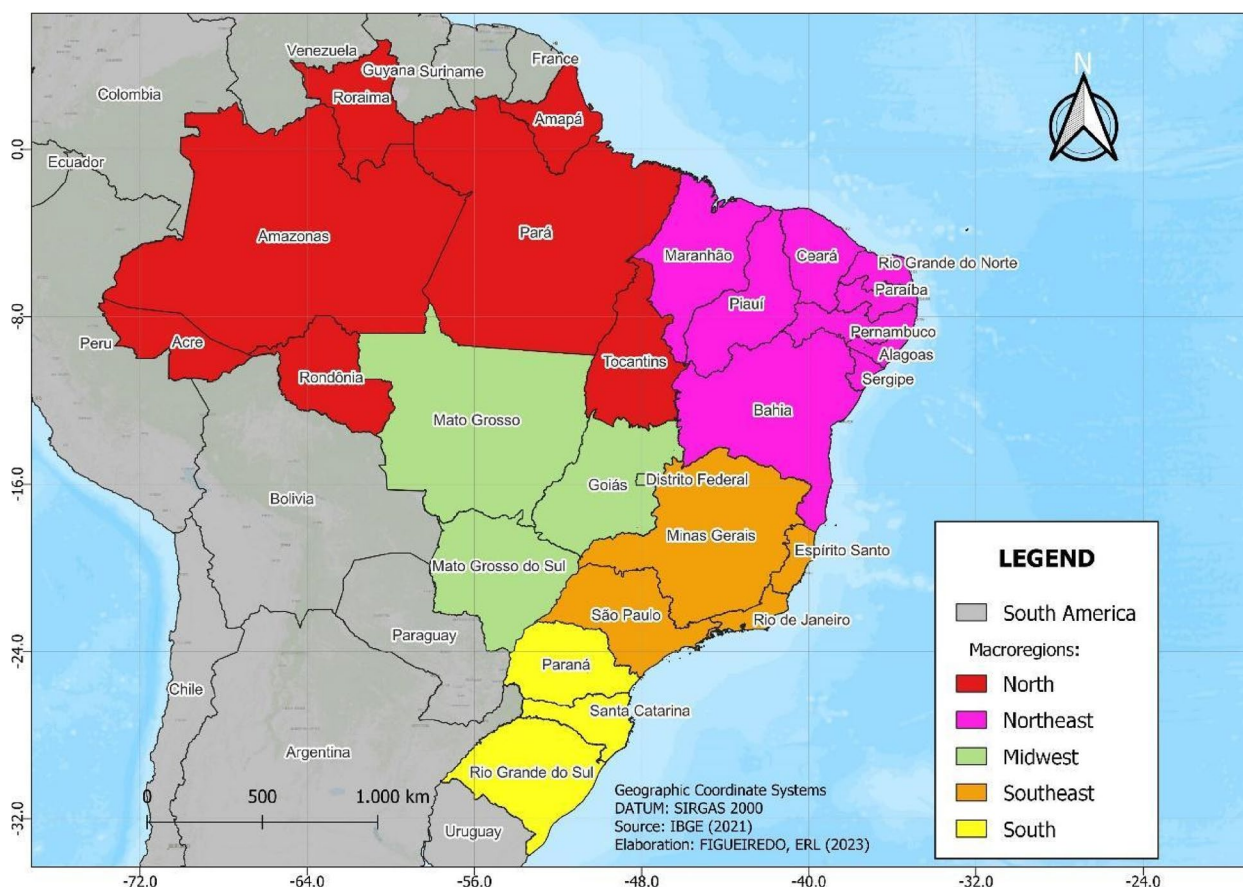 Venezuela
Guyana
Suriname
France
Colombia
Roraima
Amapá
N
0.0
Ecuador
Amazonas
Pará
Maranhão
Ceará
Rio Grande do Norte
Paraíba
Piauí
-8.0
Peru
Acre
Pernambuco
Alagoas
Tocantins
Sergipe
Rondônia
Bahia
Mato Grosso
-16.0
Bolivia
Goiás
Distrito Federal
Minas Gerais
Espírito Santo
Mato Grosso do Sul
São Paulo
Rio de Janeiro
Paraguay
-24.0
Paraná
Chile
Santa Catarina
Argentina
Rio Grande do Sul
0 500 1.000 km
-32.0
Uruguay
LEGEND
South America
Macroregions:
North
Northeast
Midwest
Southeast
South
Geographic Coordinate Systems
DATUM: SIRGAS 2000
Source: IBGE (2021)
Elaboration: FIGUEIREDO, ERL (2023)
-72.0 -64.0 -56.0 -48.0 -40.0 -32.0 -24.0